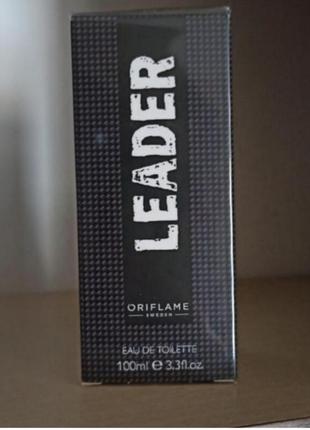 LEADER
ORIFLAME
SWEDEN
EAU DE TOILETTE
100ml ℮ 3.3fl.oz.